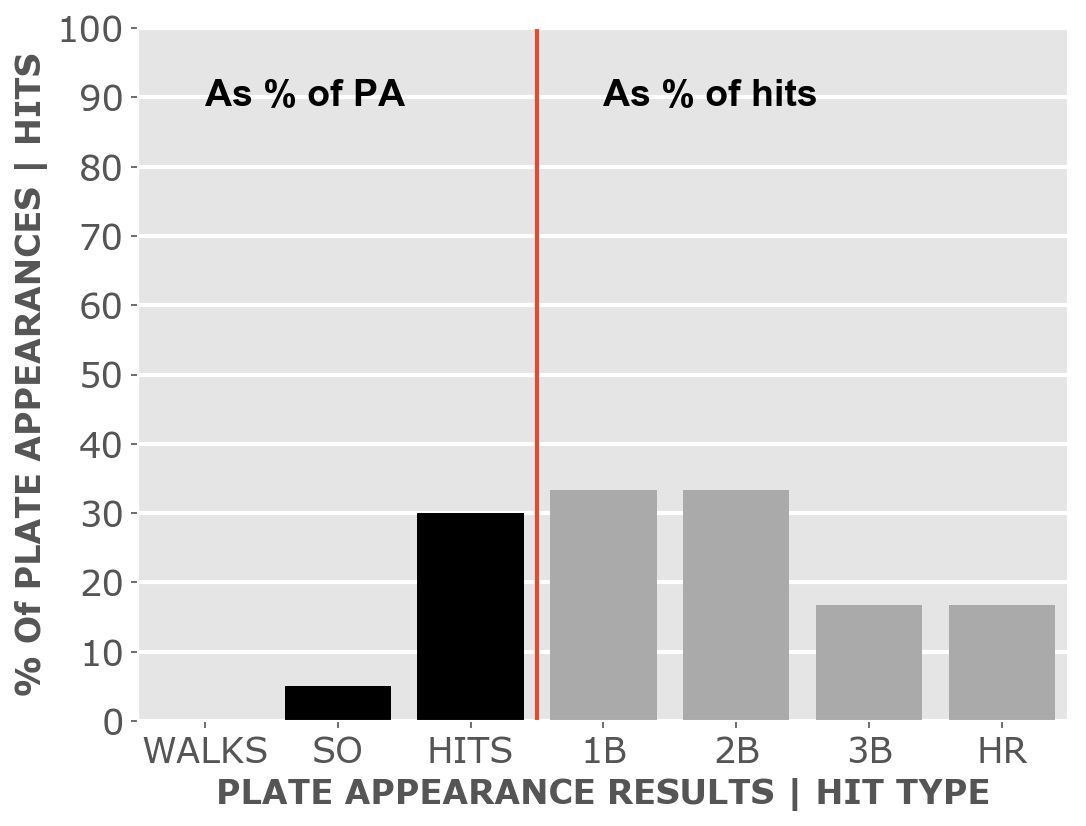 % Of PLATE APPEARANCES | HITS
100
90
80
70
60
50
40
30
20
10
0
As % of PA
As % of hits
WALKS SO HITS 1B 2B 3B HR
PLATE APPEARANCE RESULTS | HIT TYPE